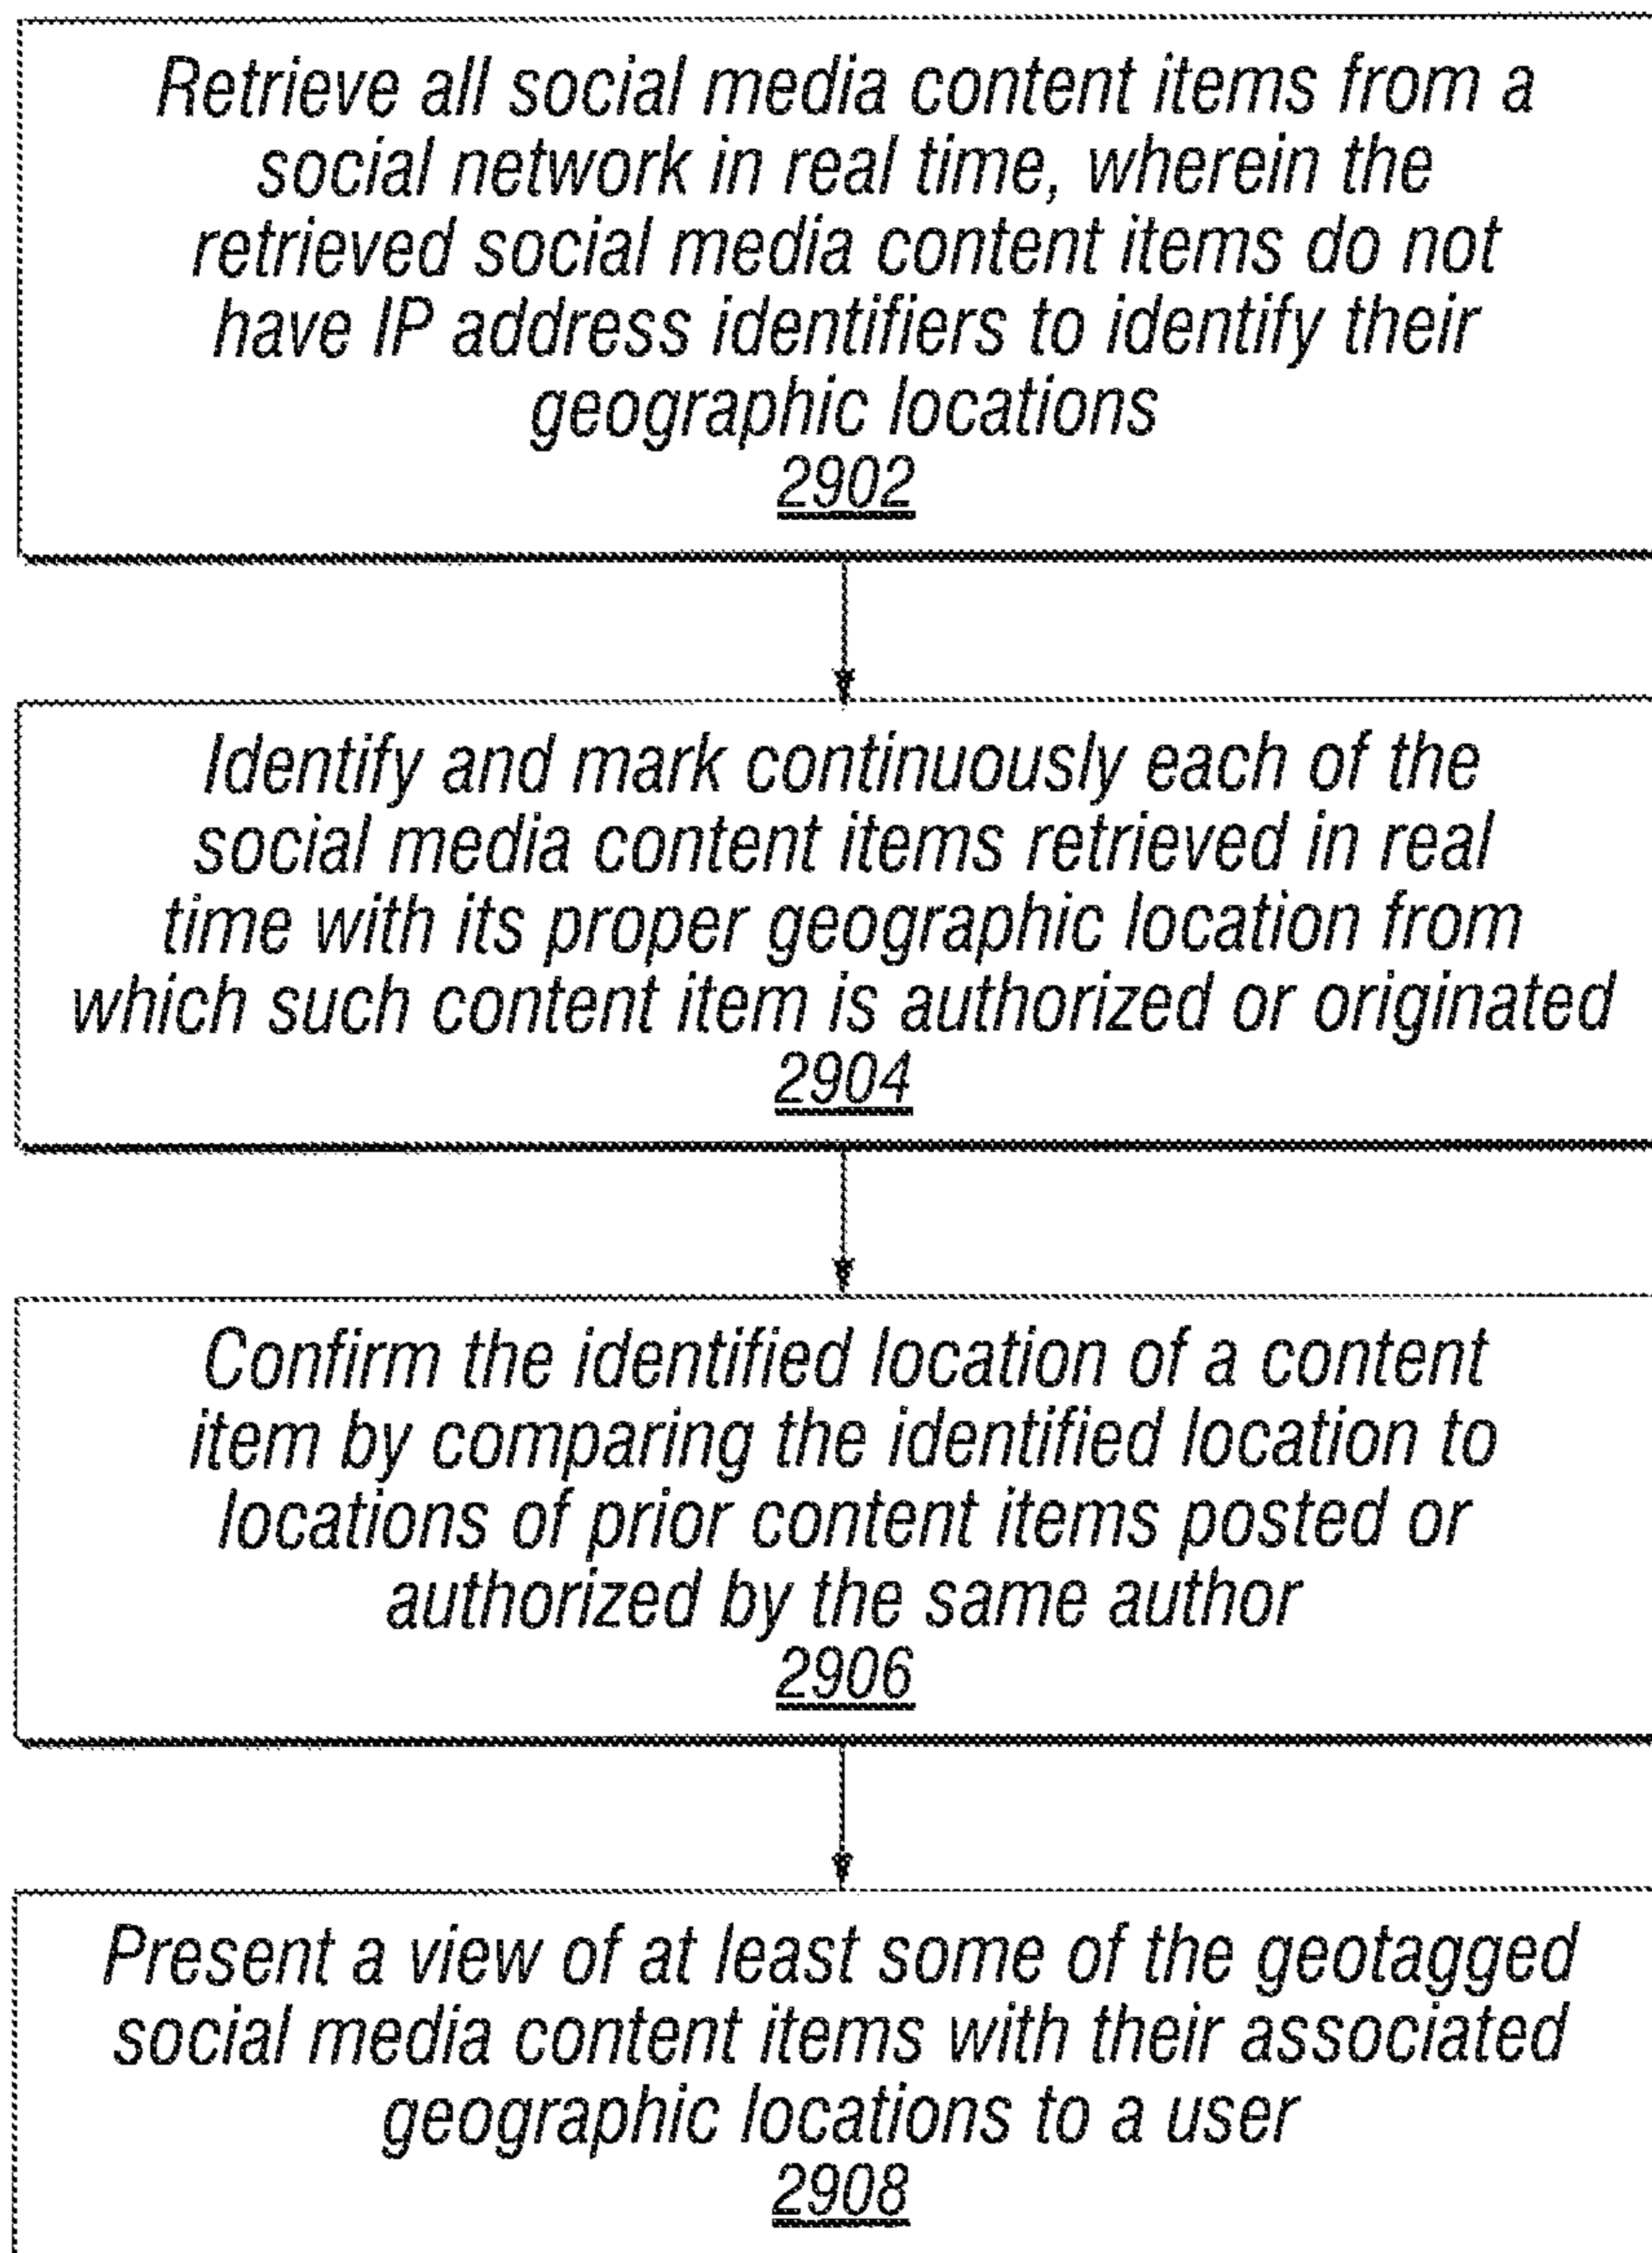 Retrieve all social media content items from a
social network in real time, wherein the
retrieved social media content items do not
have IP address identifiers to identify their
geographic locations
2902
Identify and mark continuously each of the
social media content items retrieved in real
time with its proper geographic location from
which such content item is authorized or originated
2904
Confirm the identified location of a content
item by comparing the identified location to
locations of prior content items posted or
authorized by the same author
2906
Present a view of at least some of the geotagged
social media content items with their associated
geographic locations to a user
2908